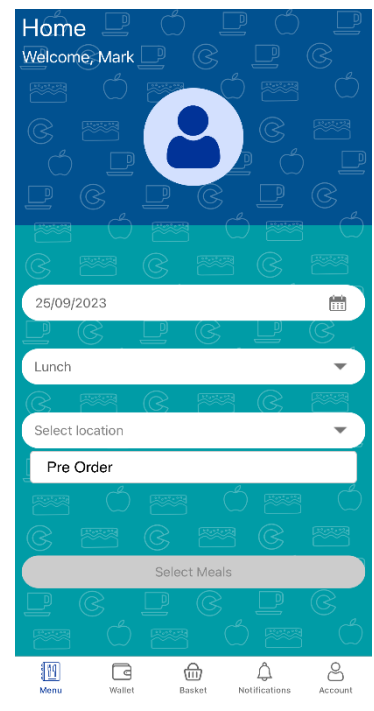 Home
Welcome, Mark
25/09/2023
Lunch
Select location
Pre Order
Select Meals
Menu Wallet Basket Notifications Account